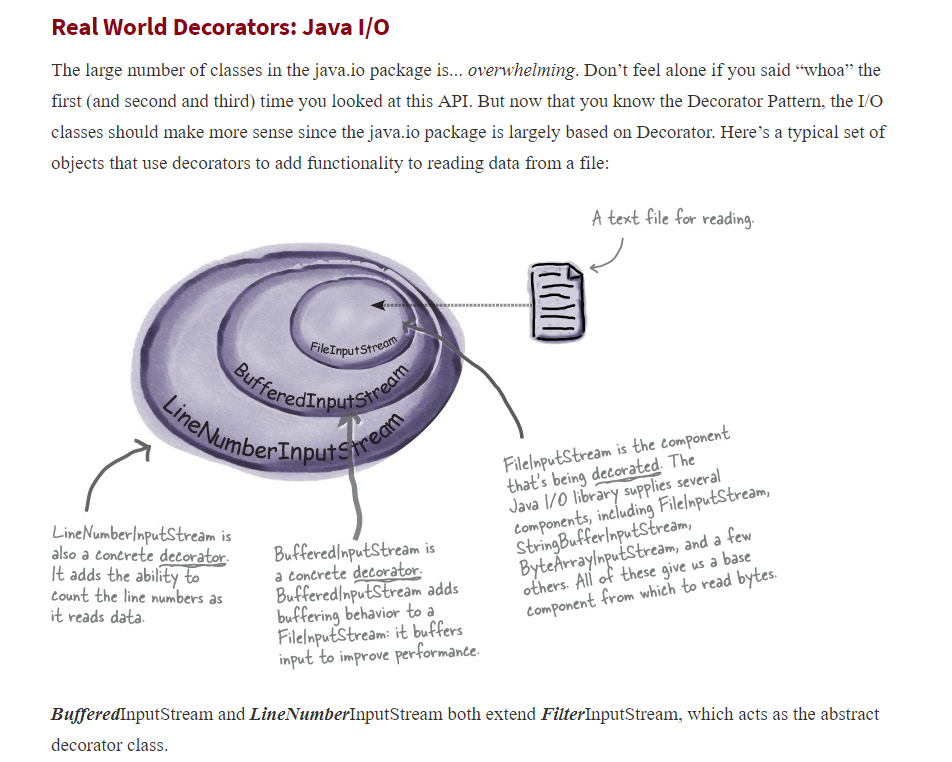 Real World Decorators: Java I/O
The large number of classes in the java.io package is... overwhelming. Don’t feel alone if you said “whoa” the
first (and second and third) time you looked at this API. But now that you know the Decorator Pattern, the I/O
classes should make more sense since the java.io package is largely based on Decorator. Here’s a typical set of
objects that use decorators to add functionality to reading data from a file:
A text file for reading.
FileInputStream
BufferedInputStream
LineNumberInputStream
LineNumberInputStream is
also a concrete decorator.
It adds the ability to
count the line numbers as
it reads data.
BufferedInputStream is
a concrete decorator.
BufferedInputStream adds
buffering behavior to a
FileInputStream: it buffers
input to improve performance.
FileInputStream is the component
that's being decorated. The
Java I/O library supplies several
components, including FileInputStream,
StringBufferInputStream,
ByteArrayInputStream, and a few
others. All of these give us a base
component from which to read bytes.
BufferedInputStream and LineNumberInputStream both extend FilterInputStream, which acts as the abstract
decorator class.